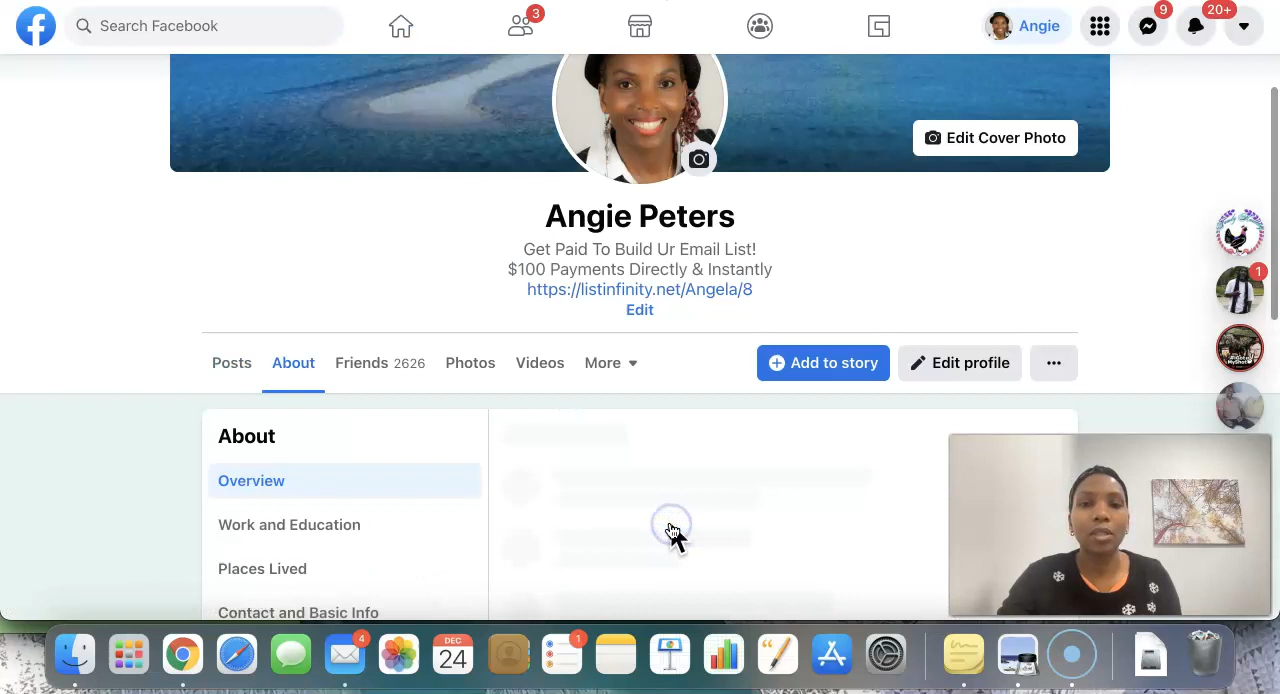 Search Facebook
3
Angie
9
20+
Edit Cover Photo
Angie Peters
Get Paid To Build Ur Email List!
$100 Payments Directly & Instantly
https://listinfinity.net/Angela/8
Edit
Posts
About
Friends 2626
Photos
Videos
More
Add to story
Edit profile
1
About
Overview
Work and Education
Places Lived
Contact and Basic Info
4
DEC
24
1